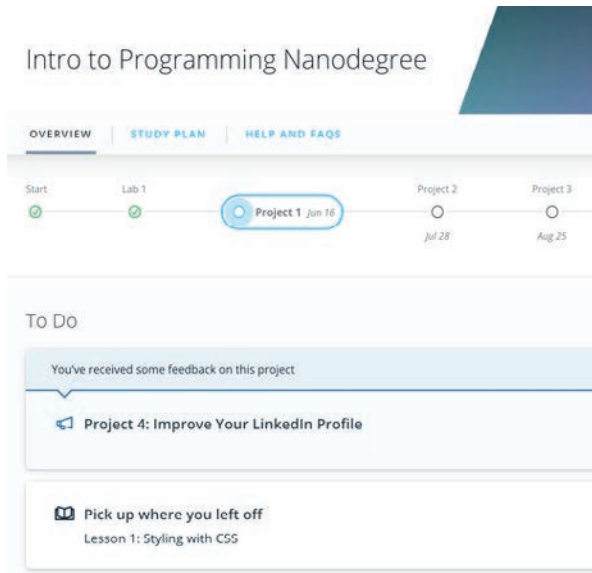 Intro to Programming Nanodegree
OVERVIEW STUDY PLAN HELP AND FAQS
Start Lab 1 Project 2 Project 3
Project 1 Jun 16
Jul 28 Aug 25
To Do
You've received some feedback on this project
Project 4: Improve Your LinkedIn Profile
Pick up where you left off
Lesson 1: Styling with CSS